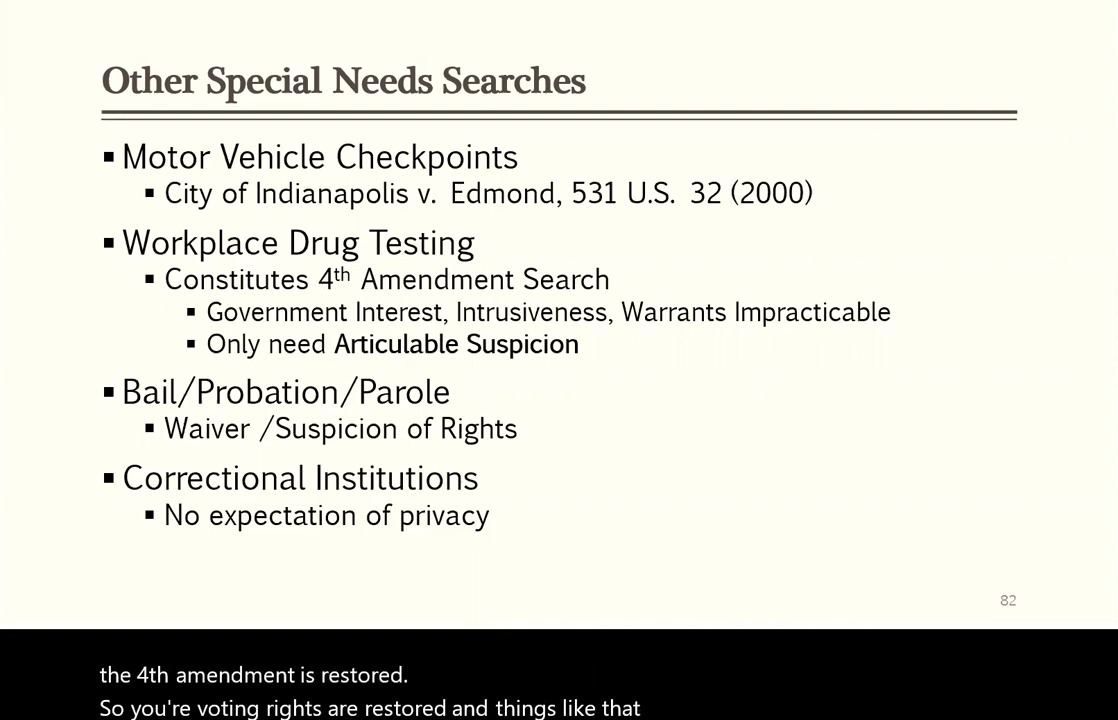 Other Special Needs Searches
▪ Motor Vehicle Checkpoints
▪ City of Indianapolis v. Edmond, 531 U.S. 32 (2000)
▪ Workplace Drug Testing
▪ Constitutes 4th Amendment Search
▪ Government Interest, Intrusiveness, Warrants Impracticable
▪ Only need Articulable Suspicion
▪ Bail/Probation/Parole
▪ Waiver /Suspicion of Rights
▪ Correctional Institutions
▪ No expectation of privacy
82
the 4th amendment is restored.
So you're voting rights are restored and things like that